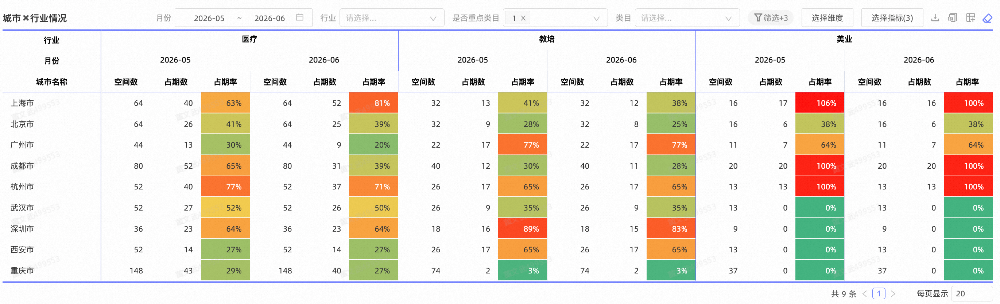 城市✖行业情况 月份 2026-05 ~ 2026-06 行业 请选择... 是否重点类目 1 × 类目 请选择... 筛选+3 选择维度 选择指标(3)
行业 医疗 教培 美业
月份 2026-05 2026-06 2026-05 2026-06 2026-05 2026-06
城市名称 空间数 占期数 占期率 空间数 占期数 占期率 空间数 占期数 占期率 空间数 占期数 占期率 空间数 占期数 占期率 空间数 占期数 占期率
上海市 64 40 63% 64 52 81% 32 13 41% 32 12 38% 16 17 106% 16 16 100%
北京市 64 26 41% 64 25 39% 32 9 28% 32 8 25% 16 6 38% 16 6 38%
广州市 44 13 30% 44 9 20% 22 17 77% 22 17 77% 11 7 64% 11 7 64%
成都市 80 52 65% 80 31 39% 40 12 30% 40 11 28% 20 20 100% 20 20 100%
杭州市 52 40 77% 52 37 71% 26 17 65% 26 17 65% 13 13 100% 13 13 100%
武汉市 52 27 52% 52 26 50% 26 9 35% 26 9 35% 13 0 0% 13 0 0%
深圳市 36 23 64% 36 23 64% 18 16 89% 18 15 83% 9 0 0% 9 0 0%
西安市 52 14 27% 52 14 27% 26 17 65% 26 17 65% 13 0 0% 13 0 0%
重庆市 148 43 29% 148 40 27% 74 2 3% 74 2 3% 37 0 0% 37 0 0%
共 9 条 < 1 > 每页显示 20